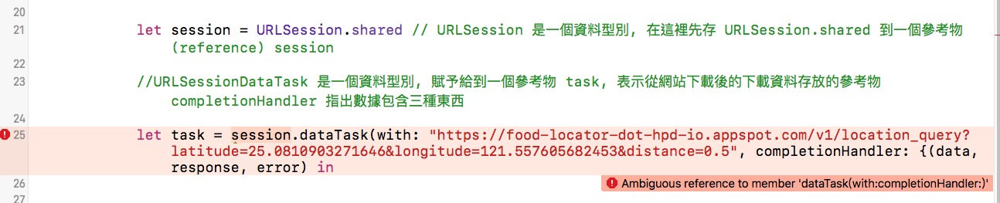 20
21 let session = URLSession.shared // URLSession 是一個資料型別, 在這裡先存 URLSession.shared 到一個參考物
(reference) session
22
23 //URLSessionDataTask 是一個資料型別, 賦予給到一個參考物 task, 表示從網站下載後的下載資料存放的參考物
completionHandler 指出數據包含三種東西
24
25 let task = session.dataTask(with: "https://food-locator-dot-hpd-io.appspot.com/v1/location_query?
latitude=25.0810903271646&longitude=121.557605682453&distance=0.5", completionHandler: {(data,
response, error) in
26 Ambiguous reference to member 'dataTask(with:completionHandler:)'
27